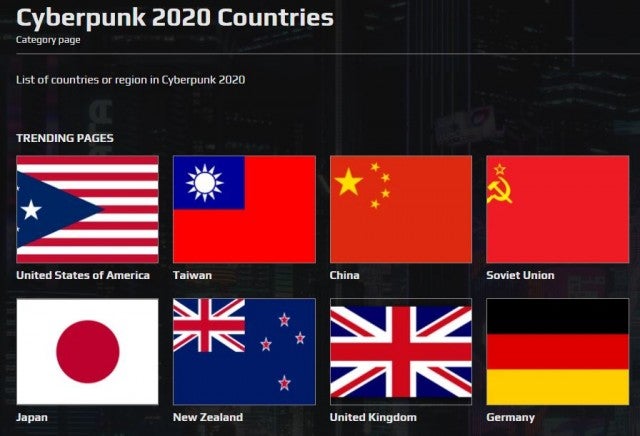 Cyberpunk 2020 Countries
Category page
List of countries or region in Cyberpunk 2020
TRENDING PAGES
United States of America
Taiwan
China
Soviet Union
Japan
New Zealand
United Kingdom
Germany